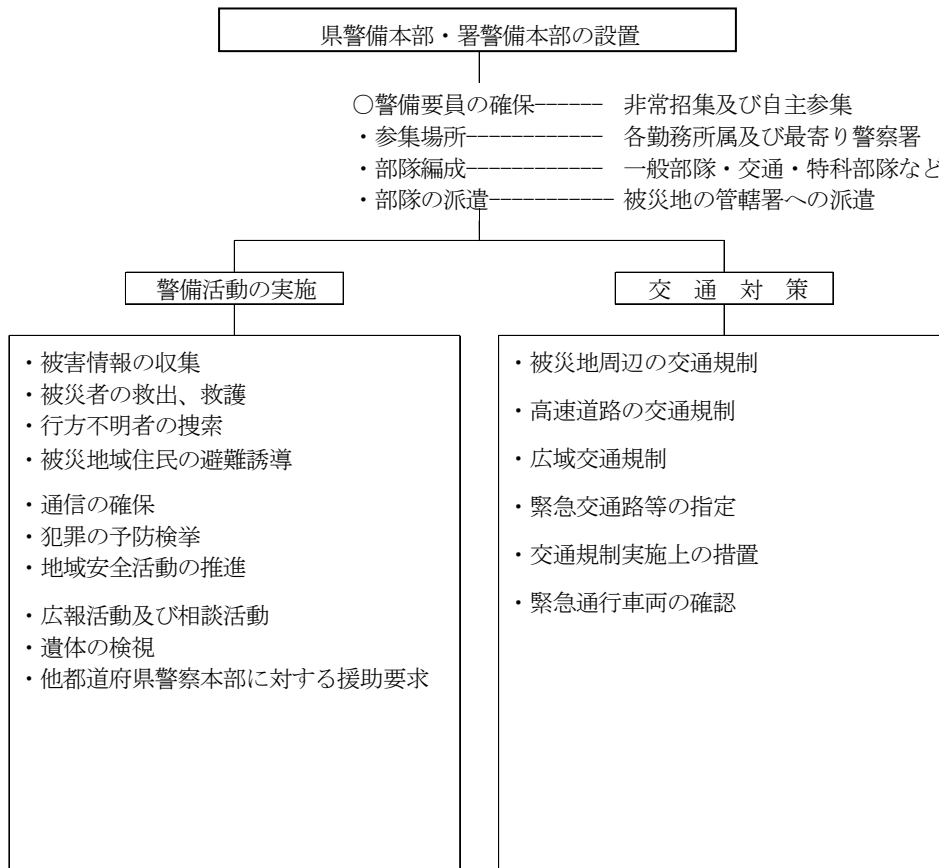 県警備本部・署警備本部の設置
○警備要員の確保------ 非常招集及び自主参集
・参集場所------------ 各勤務所属及び最寄り警察署
・部隊編成------------ 一般部隊・交通・特科部隊など
・部隊の派遣----------- 被災地の管轄署への派遣
警備活動の実施
・被害情報の収集
・被災者の救出、救護
・行方不明者の捜索
・被災地域住民の避難誘導
・通信の確保
・犯罪の予防検挙
・地域安全活動の推進
・広報活動及び相談活動
・遺体の検視
・他都道府県警察本部に対する援助要求
交 通 対 策
・被災地周辺の交通規制
・高速道路の交通規制
・広域交通規制
・緊急交通路等の指定
・交通規制実施上の措置
・緊急通行車両の確認